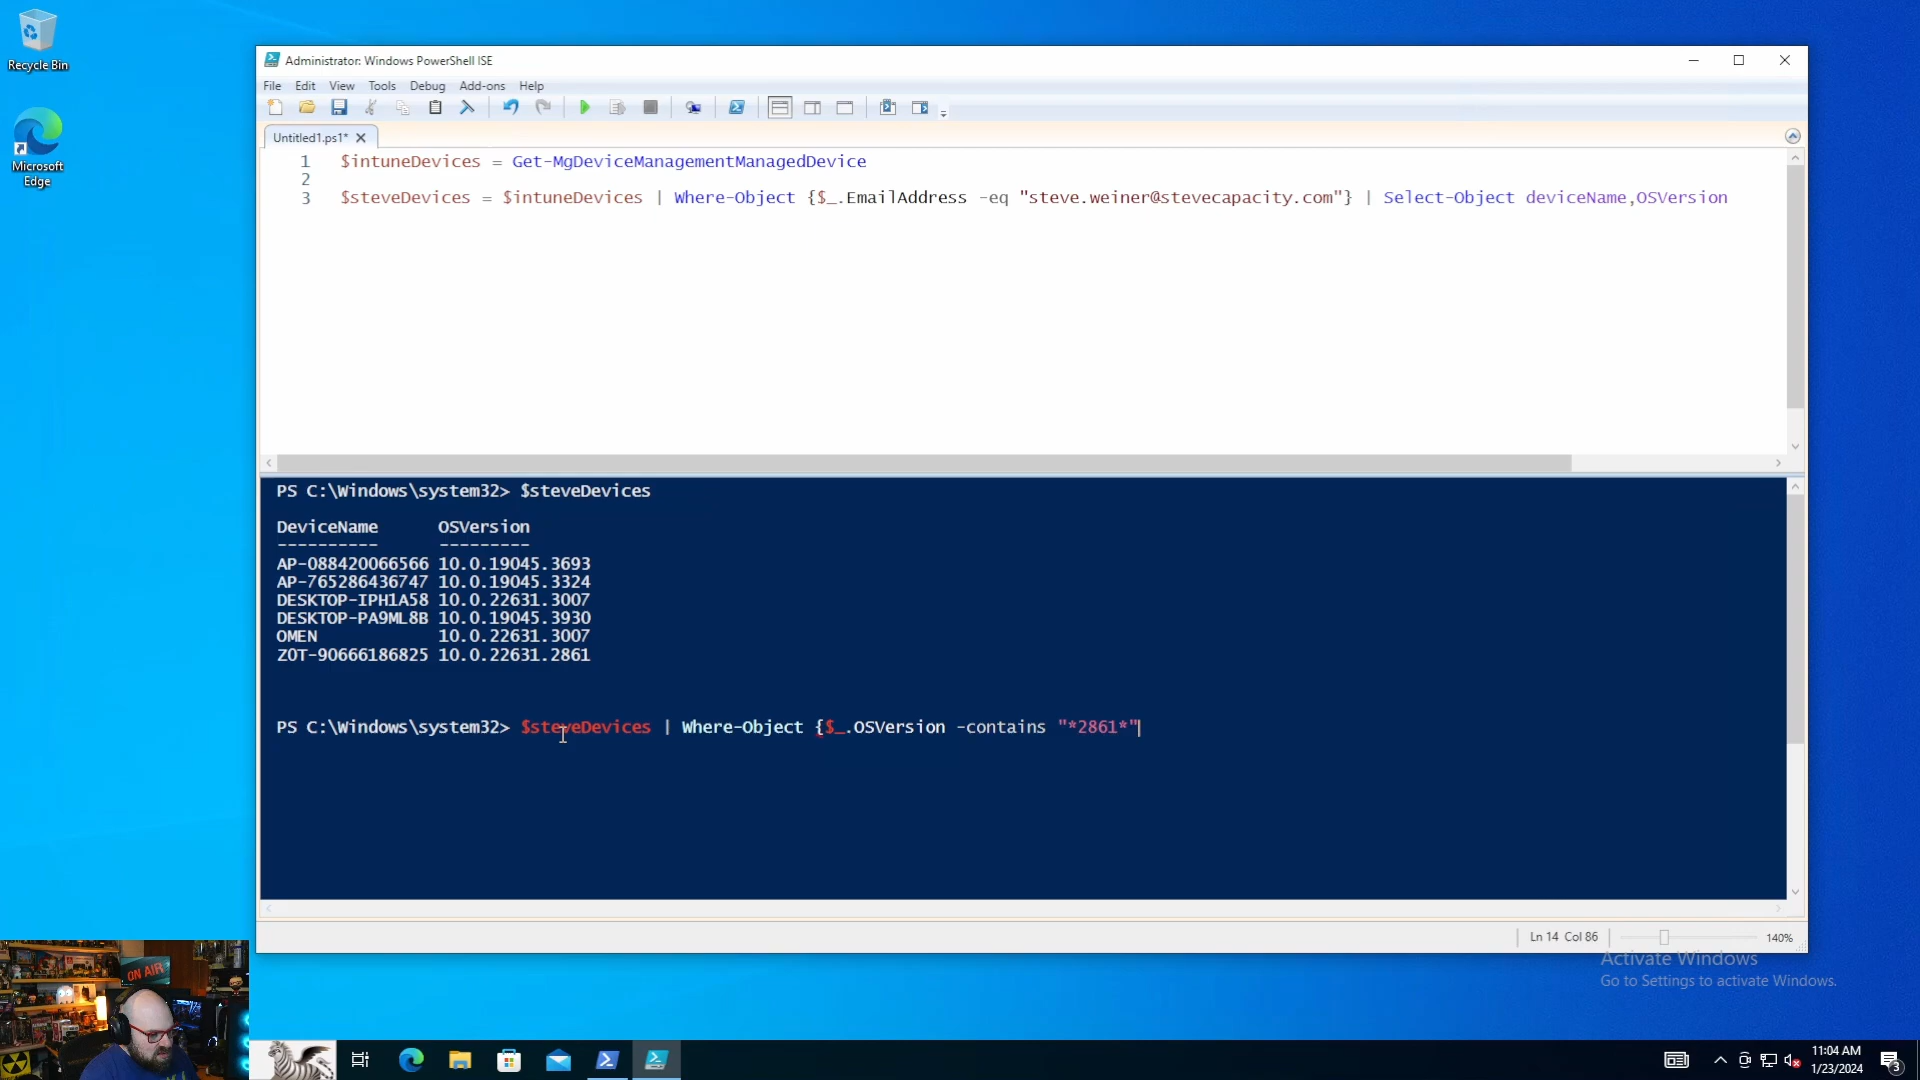 Recycle Bin
Microsoft
Edge
Administrator: Windows PowerShell ISE
File Edit View Tools Debug Add-ons Help
Untitled1.ps1*
1 $intuneDevices = Get-MgDeviceManagementManagedDevice
2
3 $steveDevices = $intuneDevices | Where-Object {$_.EmailAddress -eq "steve.weiner@stevecapacity.com"} | Select-Object deviceName,OSVersion
PS C:\Windows\system32> $steveDevices
DeviceName OSVersion
---------- ---------
AP-088420066566 10.0.19045.3693
AP-765286436747 10.0.19045.3324
DESKTOP-IPH1A58 10.0.22631.3007
DESKTOP-PA9ML8B 10.0.19045.3930
OMEN 10.0.22631.3007
ZOT-90666186825 10.0.22631.2861
PS C:\Windows\system32> $steveDevices | Where-Object {$_.OSVersion -contains "*2861*"
Ln 14 Col 86 140%
Activate Windows
Go to Settings to activate Windows.
ON AIR
11:04 AM
1/23/2024
3